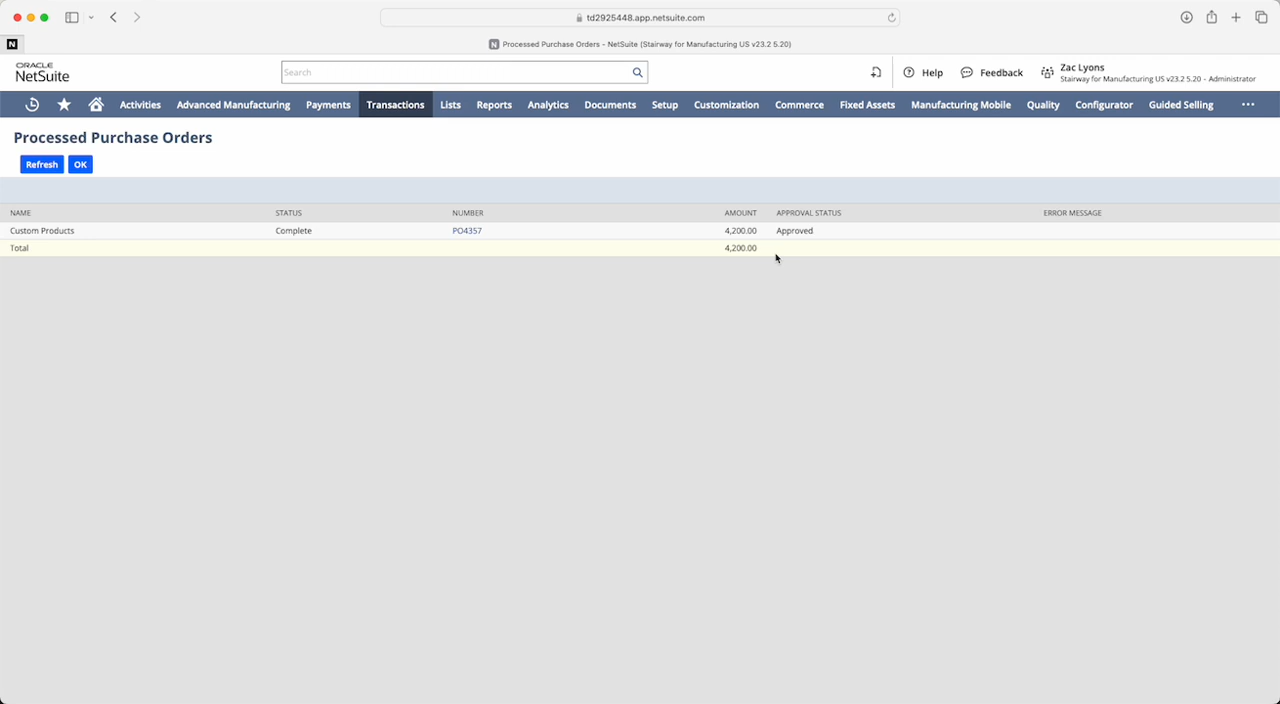 td2925448.app.netsuite.com
N
N Processed Purchase Orders - NetSuite (Stairway for Manufacturing US v23.2 5.20)
ORACLE
NetSuite
Search
Help
Feedback
Zac Lyons
Stairway for Manufacturing US v23.2 5.20 - Administrator
Activities Advanced Manufacturing Payments Transactions Lists Reports Analytics Documents Setup Customization Commerce Fixed Assets Manufacturing Mobile Quality Configurator Guided Selling
Processed Purchase Orders
Refresh OK
NAME STATUS NUMBER AMOUNT APPROVAL STATUS ERROR MESSAGE
Custom Products Complete PO4357 4,200.00 Approved
Total 4,200.00